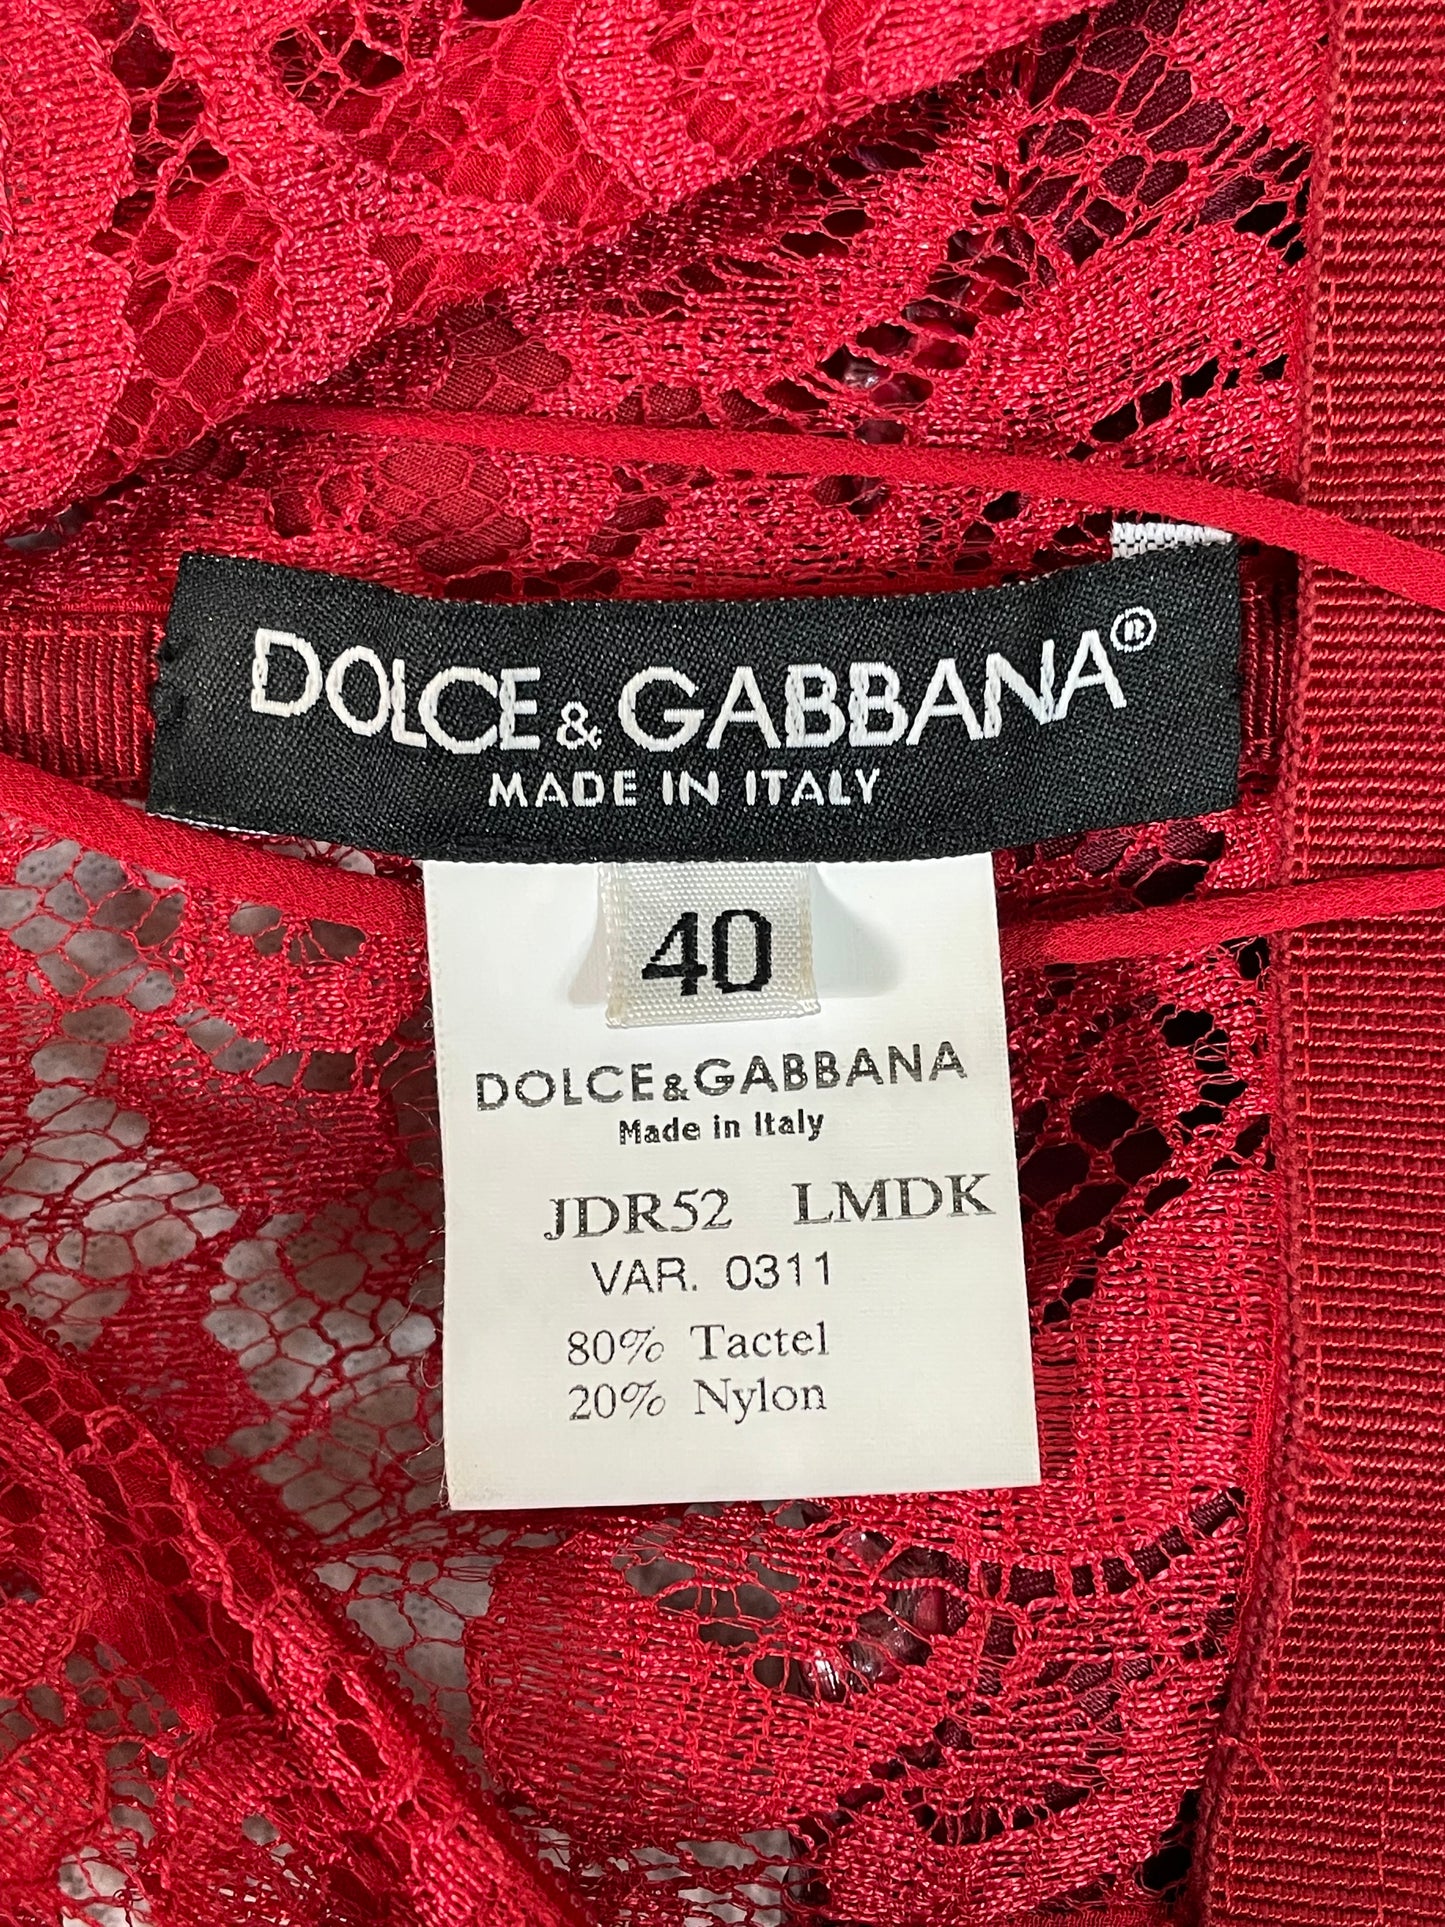 DOLCE & GABBANA®
MADE IN ITALY
40
DOLCE&GABBANA
Made in Italy
JDR52 LMDK
VAR. 0311
80% Tactel
20% Nylon